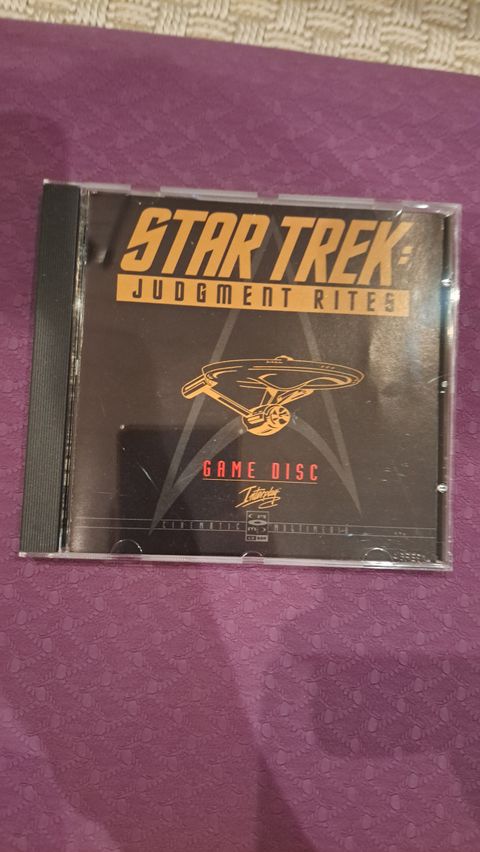 STAR TREK:
JUDGMENT RITES
GAME DISC
Interplay
CINEMATIC MULTIMEDIA